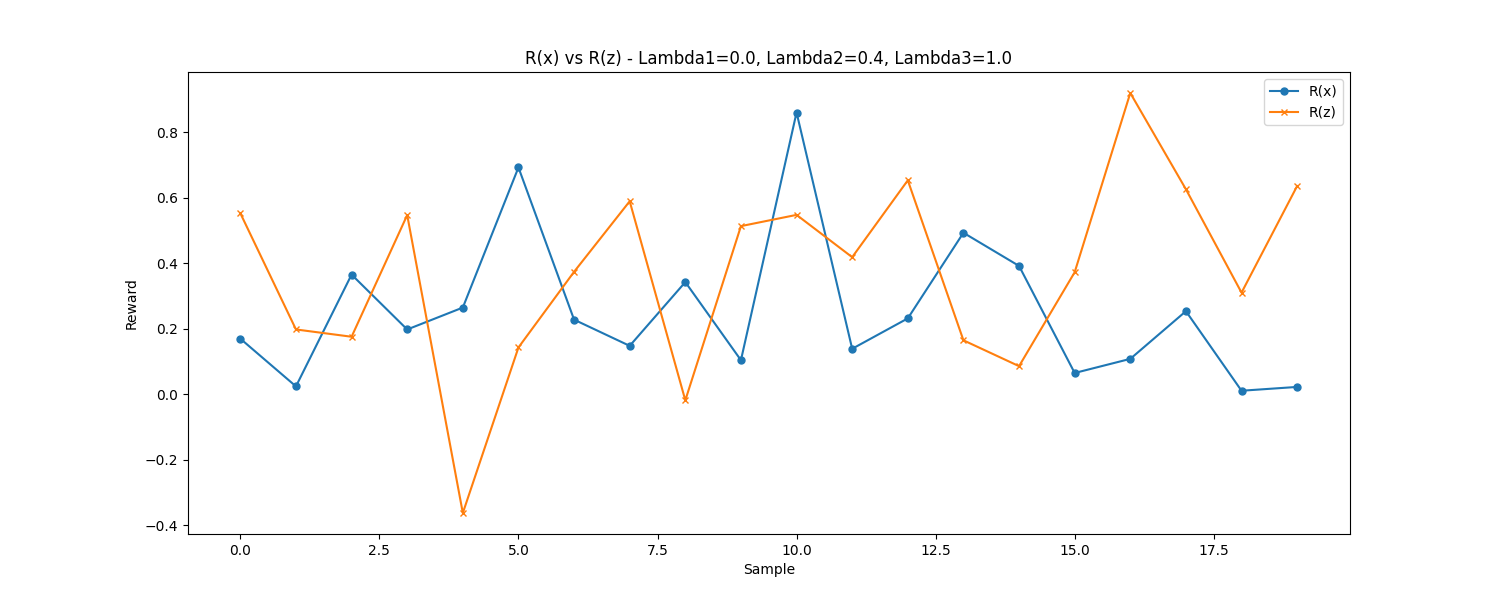 R(x) vs R(z) - Lambda1=0.0, Lambda2=0.4, Lambda3=1.0
R(x)
R(z)
0.8
0.6
0.4
0.2
0.0
−0.2
−0.4
Reward
0.0 2.5 5.0 7.5 10.0 12.5 15.0 17.5
Sample